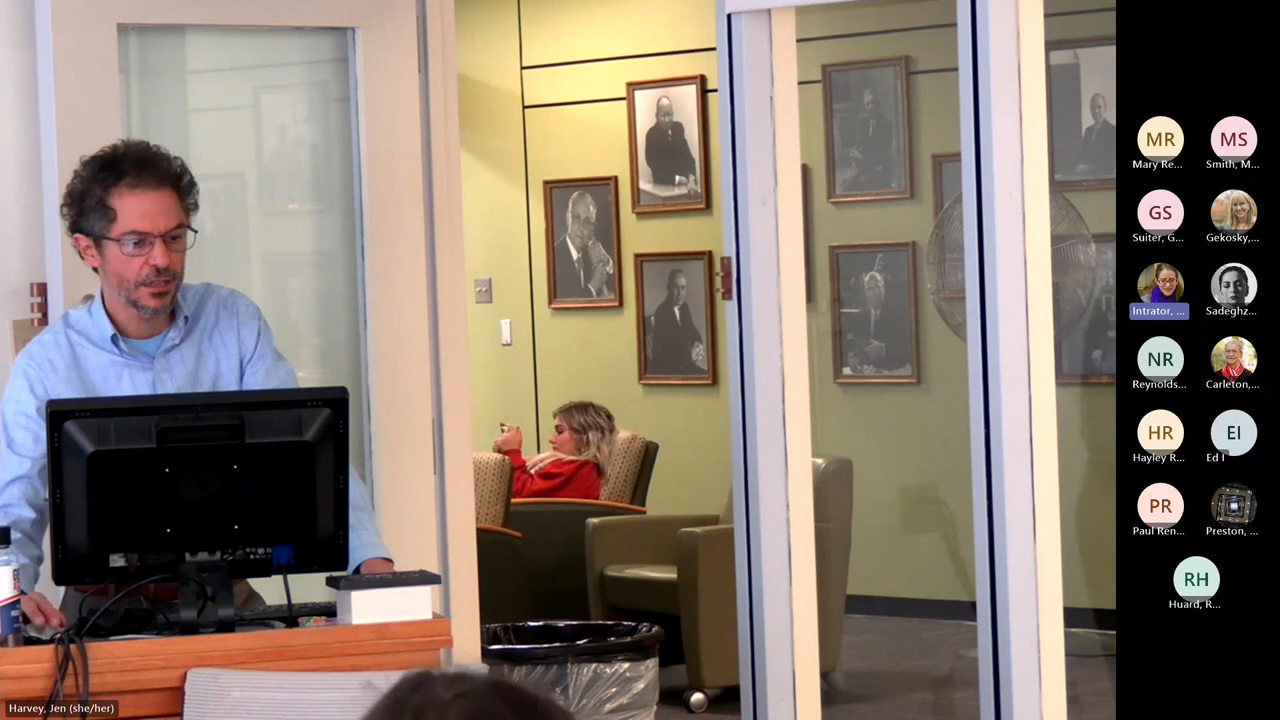 MR
MS
Mary Re...
Smith, M...
GS
Suiter, G...
Gekosky,...
Intrator, ...
Sadeghz...
NR
Reynolds...
Carleton,...
HR
EI
Hayley R...
Ed I
PR
Paul Ren...
Preston, ...
RH
Huard, R...
Harvey, Jen (she/her)